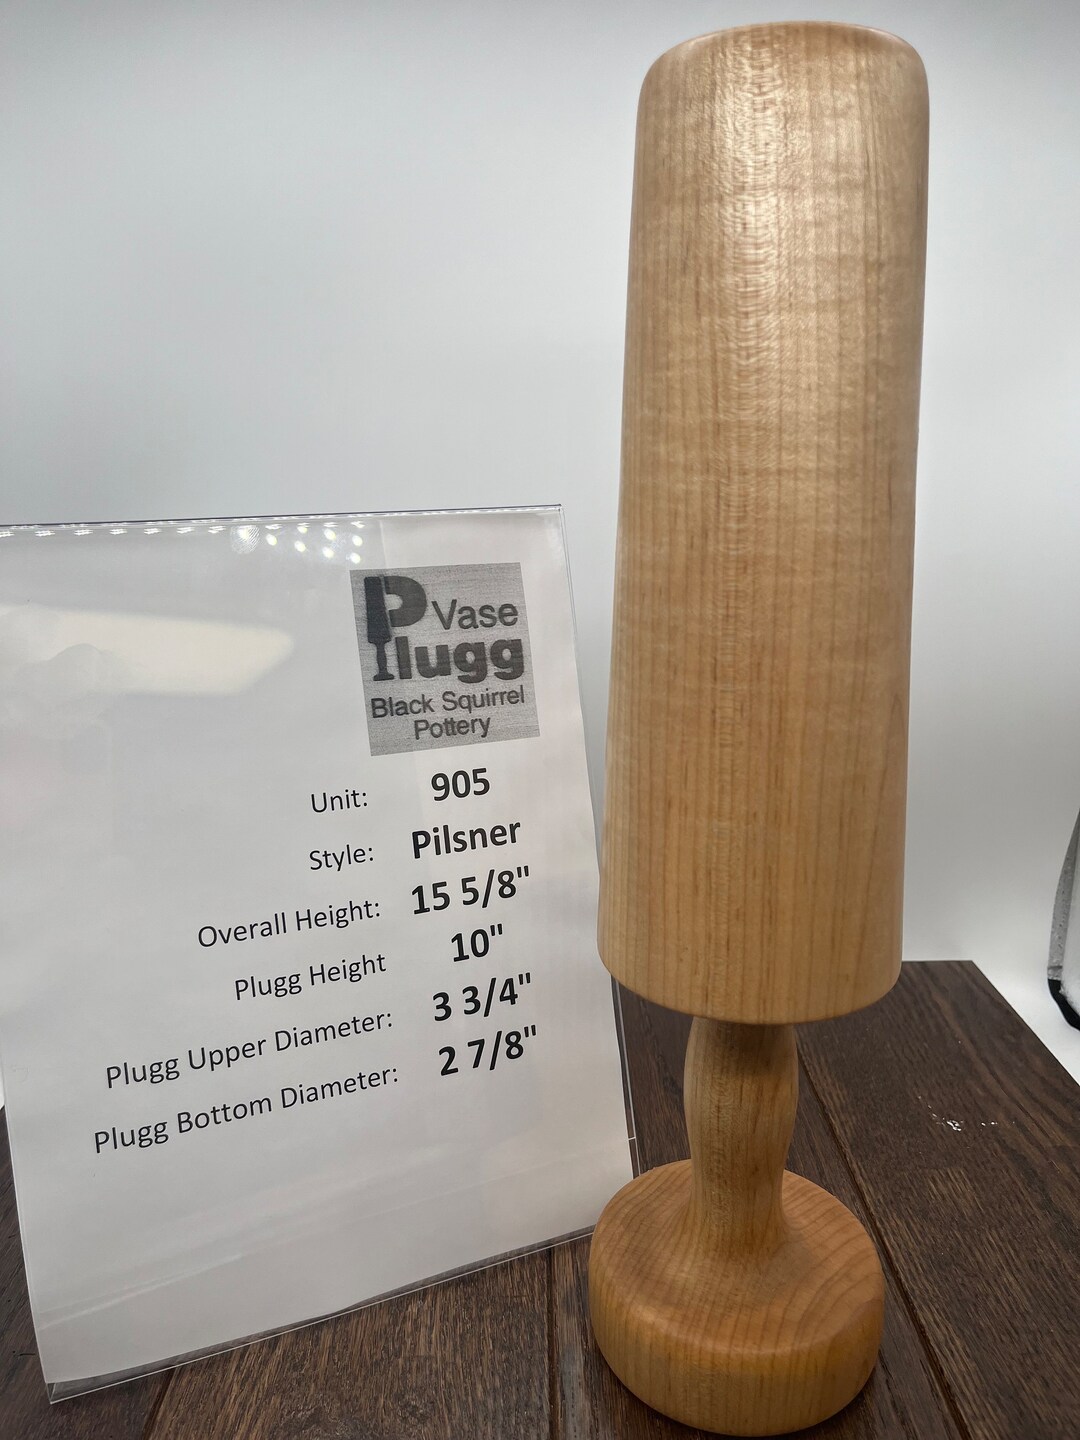 Vase
Plugg
Black Squirrel
Pottery
Unit: 905
Style: Pilsner
Overall Height: 15 5/8"
Plugg Height 10"
Plugg Upper Diameter: 3 3/4"
Plugg Bottom Diameter: 2 7/8"